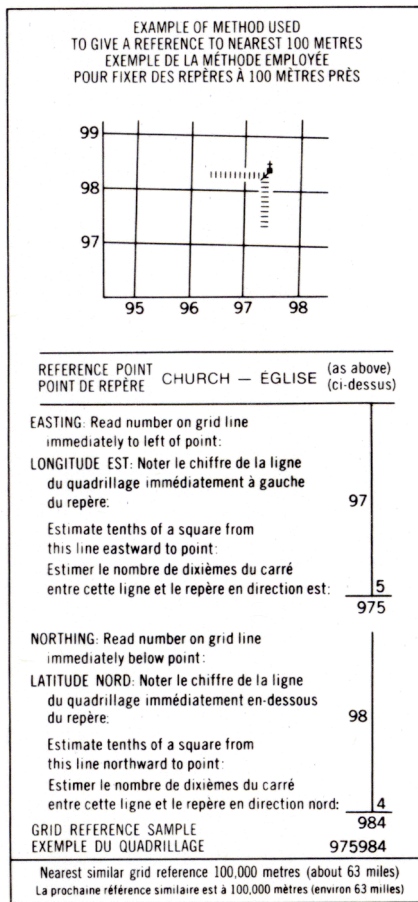 EXAMPLE OF METHOD USED
TO GIVE A REFERENCE TO NEAREST 100 METRES
EXEMPLE DE LA MÉTHODE EMPLOYÉE
POUR FIXER DES REPÈRES À 100 MÈTRES PRÈS
99
98
97
95 96 97 98
REFERENCE POINT
POINT DE REPÈRE
CHURCH — ÉGLISE
(as above)
(ci-dessus)
EASTING: Read number on grid line
immediately to left of point:
LONGITUDE EST: Noter le chiffre de la ligne
du quadrillage immédiatement à gauche
du repère: 97
Estimate tenths of a square from
this line eastward to point:
Estimer le nombre de dixièmes du carré
entre cette ligne et le repère en direction est: 5
975
NORTHING: Read number on grid line
immediately below point:
LATITUDE NORD: Noter le chiffre de la ligne
du quadrillage immédiatement en-dessous
du repère: 98
Estimate tenths of a square from
this line northward to point:
Estimer le nombre de dixièmes du carré
entre cette ligne et le repère en direction nord: 4
GRID REFERENCE SAMPLE 984
EXEMPLE DU QUADRILLAGE 975984
Nearest similar grid reference 100,000 metres (about 63 miles)
La prochaine référence similaire est à 100,000 mètres (environ 63 milles)